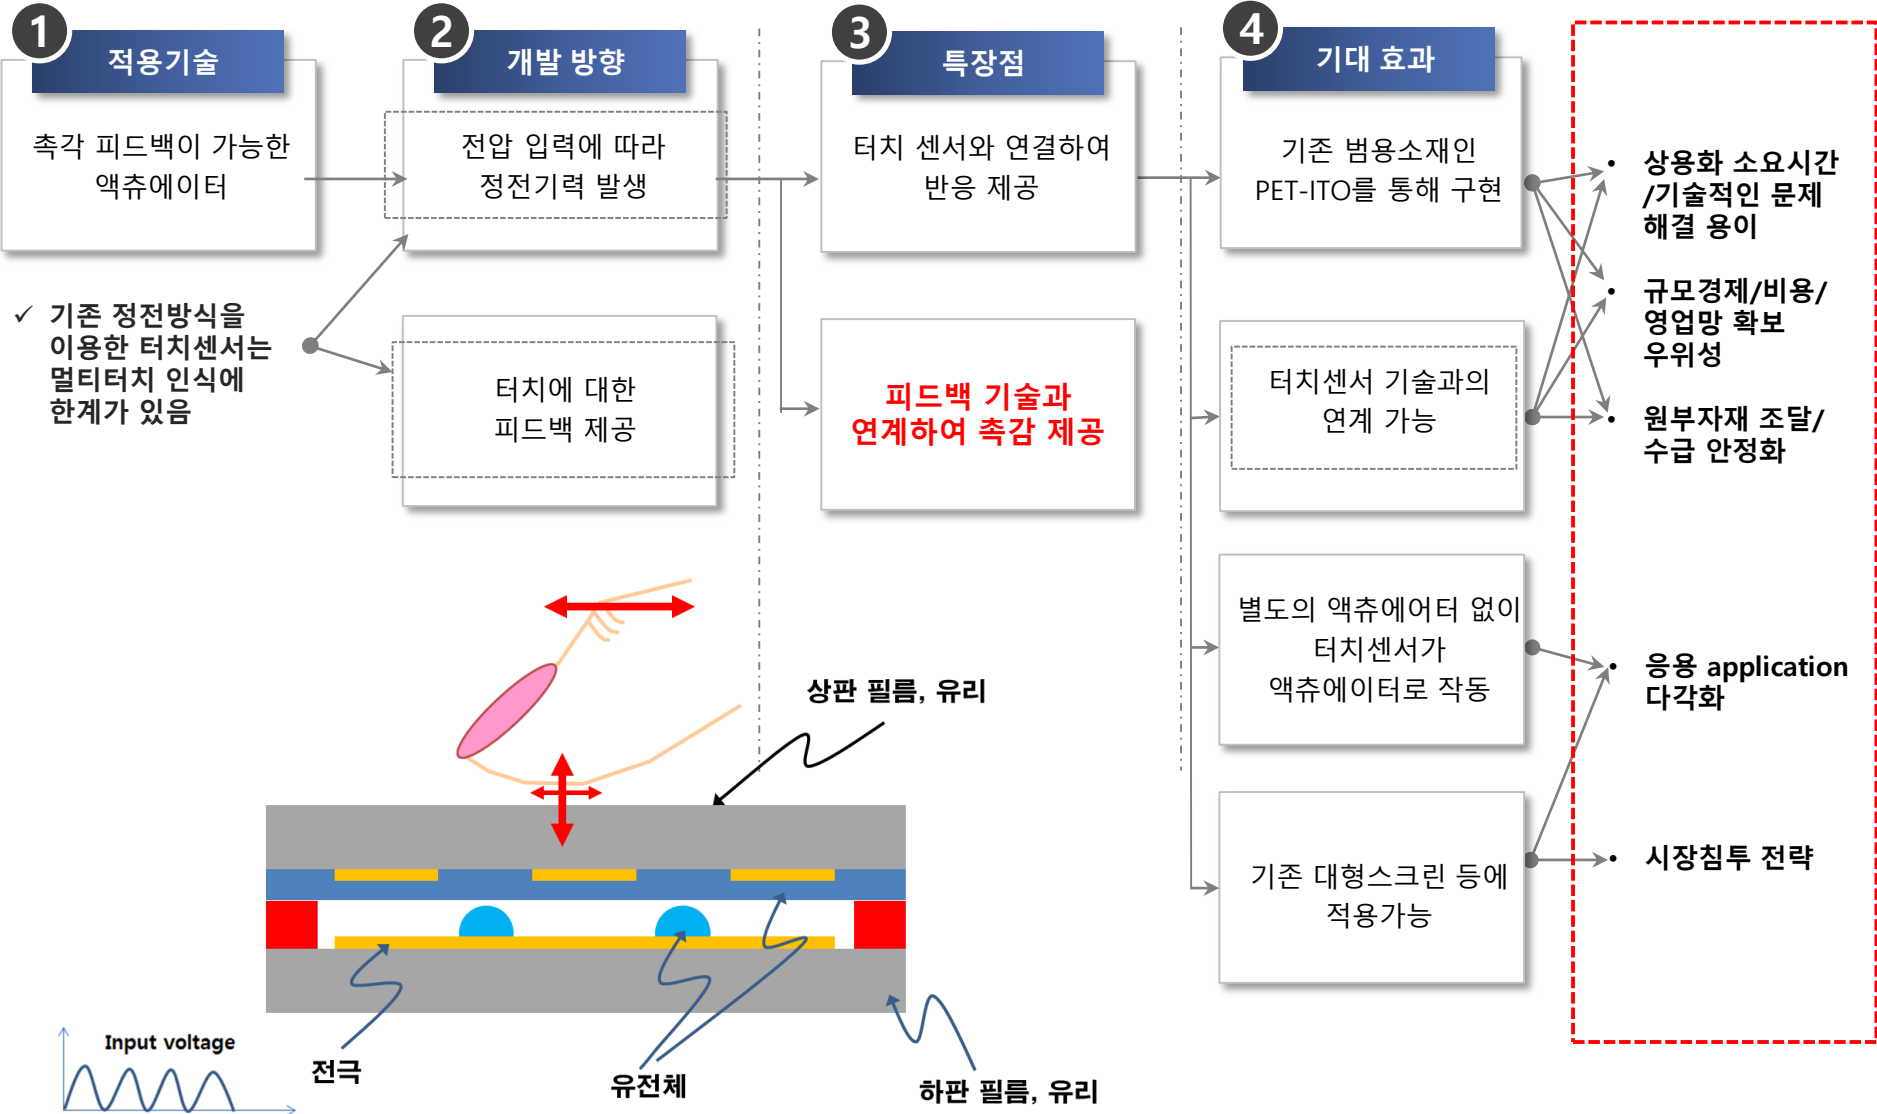 1
적용기술
촉각 피드백이 가능한
액츄에이터
✓ 기존 정전방식을
이용한 터치센서는
멀티터치 인식에
한계가 있음
2
개발 방향
전압 입력에 따라
정전기력 발생
터치에 대한
피드백 제공
3
특장점
터치 센서와 연결하여
반응 제공
피드백 기술과
연계하여 촉감 제공
4
기대 효과
기존 범용소재인
PET-ITO를 통해 구현
터치센서 기술과의
연계 가능
별도의 액츄에어터 없이
터치센서가
액츄에이터로 작동
기존 대형스크린 등에
적용가능
• 상용화 소요시간
/기술적인 문제
해결 용이
• 규모경제/비용/
영업망 확보
우위성
• 원부자재 조달/
수급 안정화
• 응용 application
다각화
• 시장침투 전략
상판 필름, 유리
Input voltage
전극
유전체
하판 필름, 유리